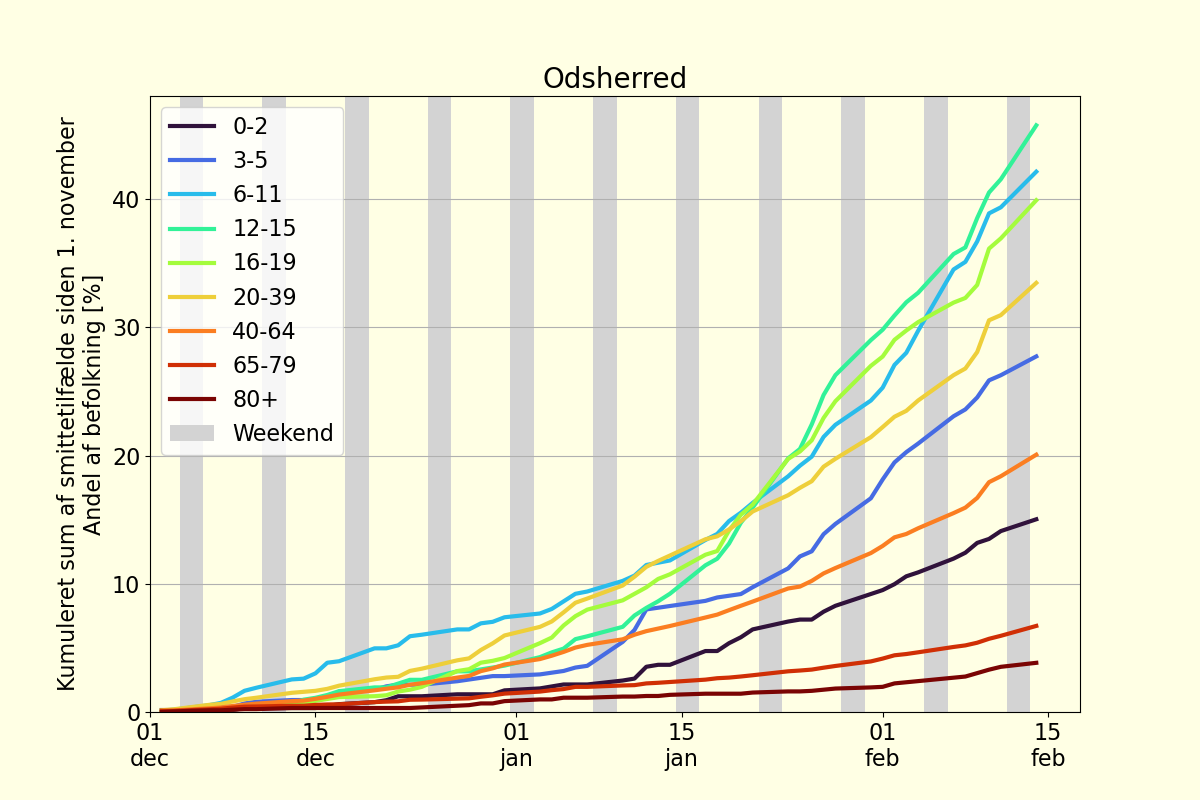 Odsherred
Kumuleret sum af smittetilfælde siden 1. november
Andel af befolkning [%]
40
30
20
10
0
0-2
3-5
6-11
12-15
16-19
20-39
40-64
65-79
80+
Weekend
01 dec
15 dec
01 jan
15 jan
01 feb
15 feb